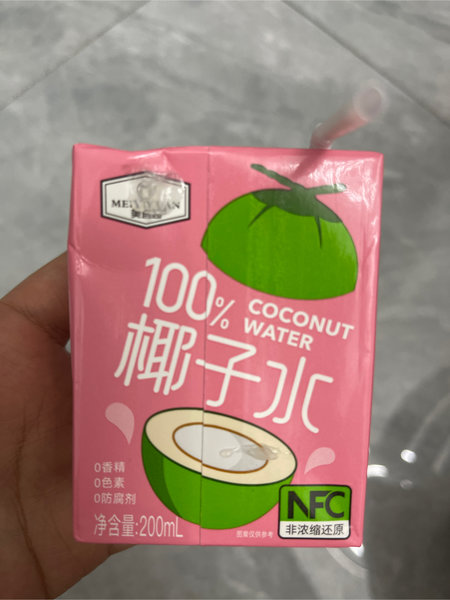 100%
COCONUT
WATER
椰子水
0香精
0色素
0防腐剂
净含量:200mL
NFC
非浓缩还原
图案仅供参考